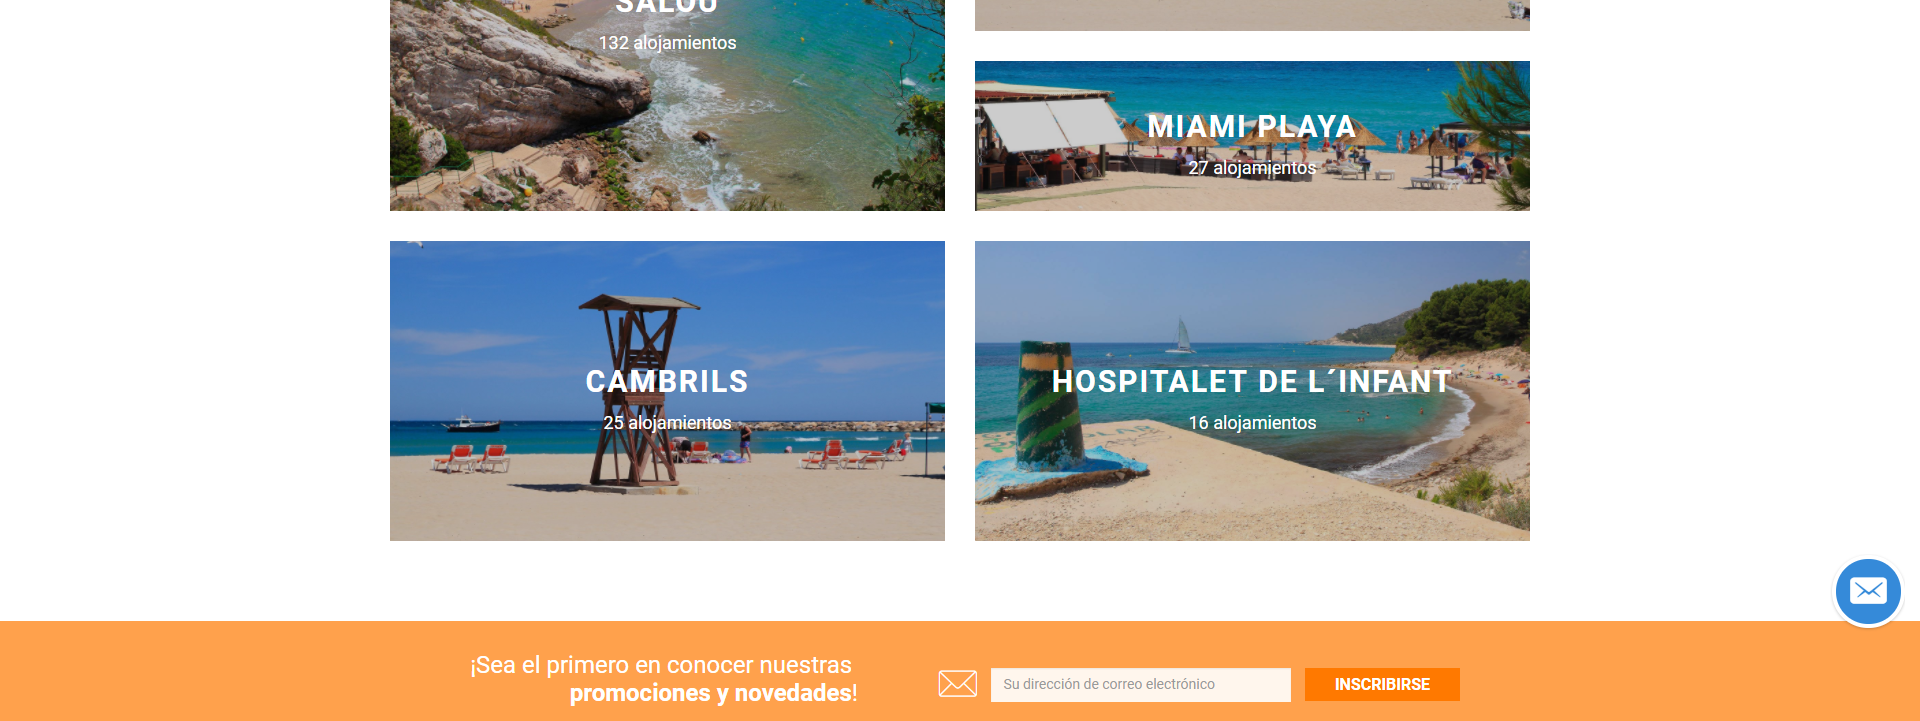 SALOU
132 alojamientos
MIAMI PLAYA
27 alojamientos
CAMBRILS
25 alojamientos
HOSPITALET DE L´INFANT
16 alojamientos
¡Sea el primero en conocer nuestras
promociones y novedades!
Su dirección de correo electrónico
INSCRIBIRSE